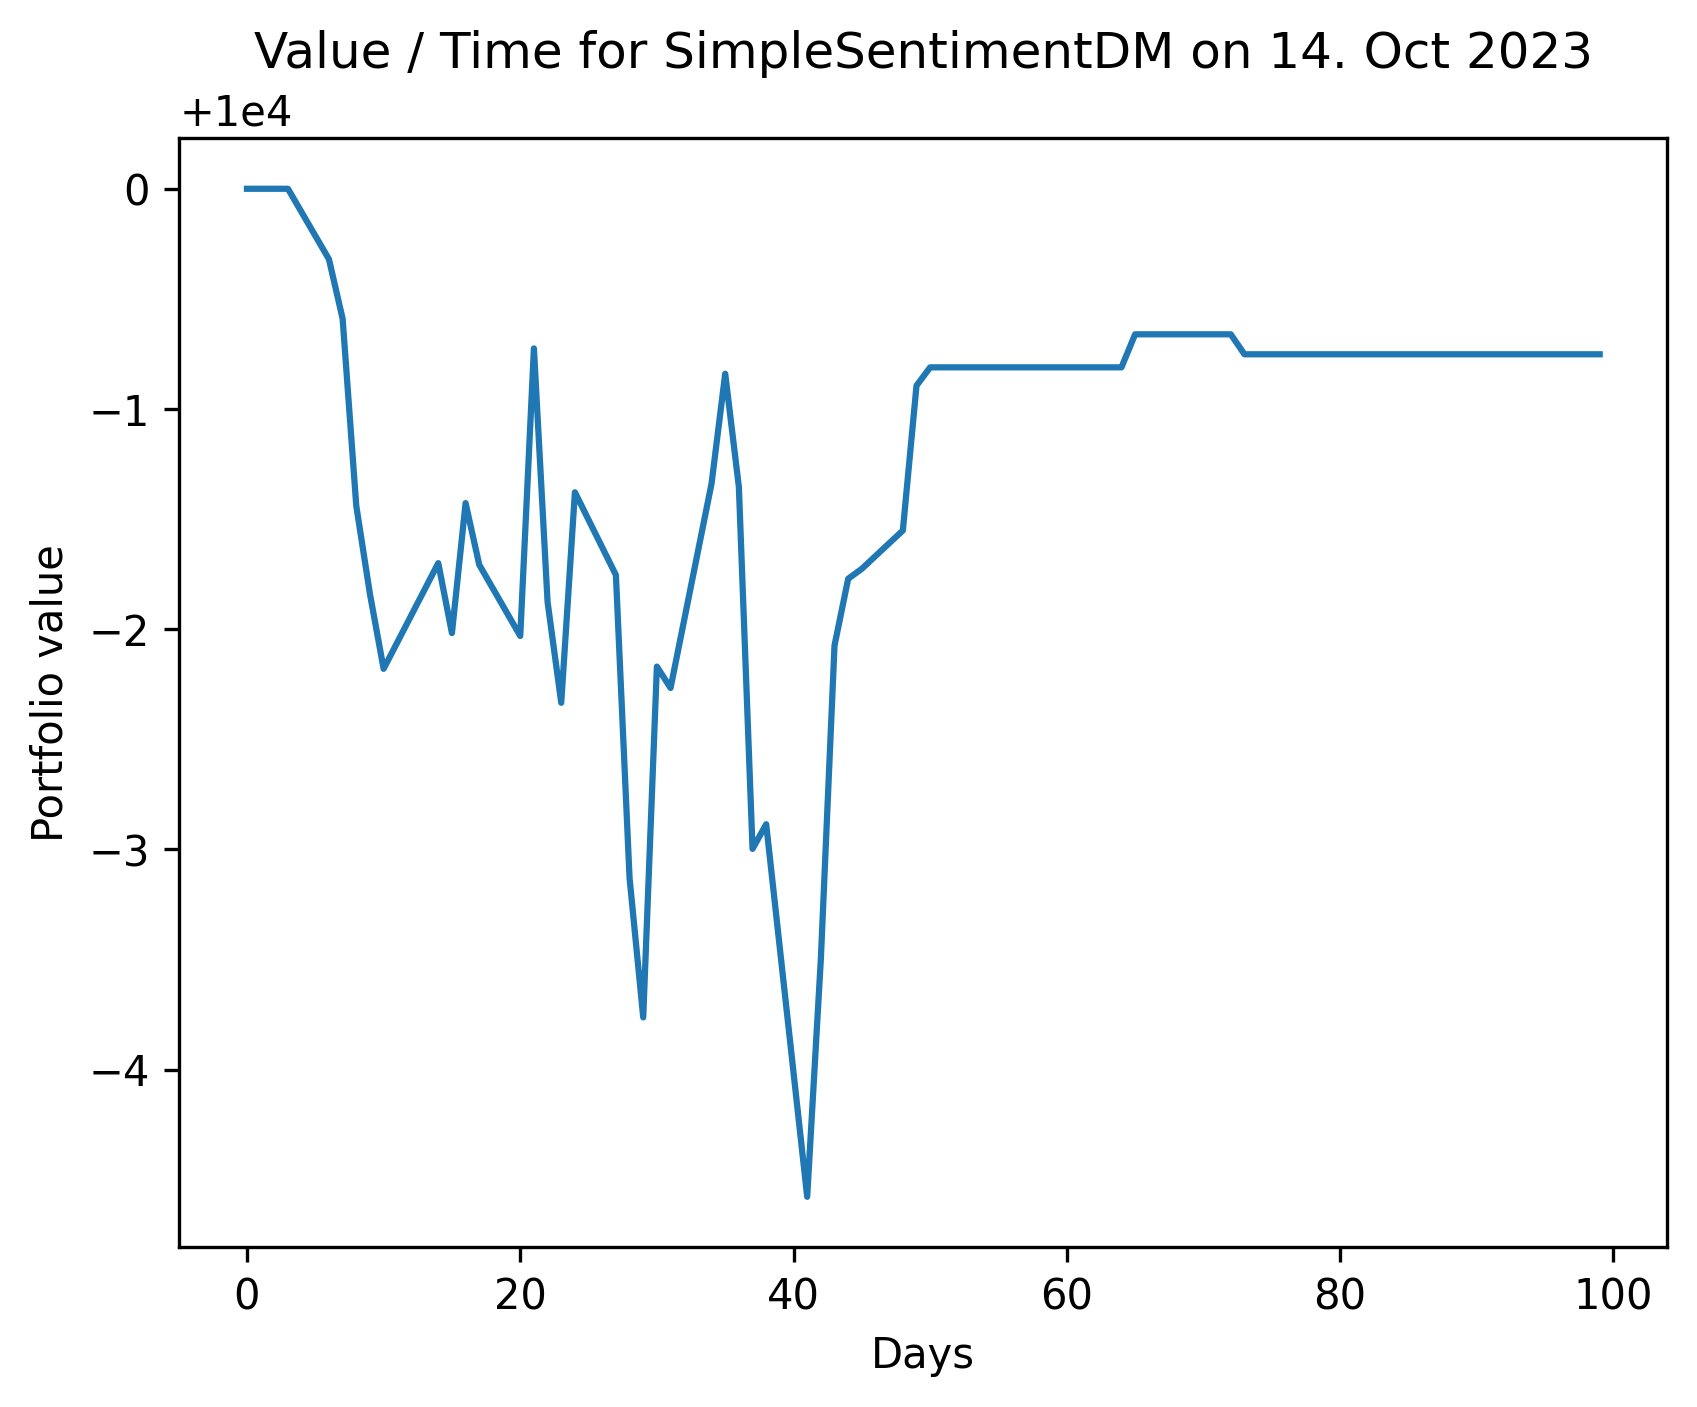 Value / Time for SimpleSentimentDM on 14. Oct 2023
+1e4
0
−1
−2
−3
−4
Portfolio value
0 20 40 60 80 100
Days